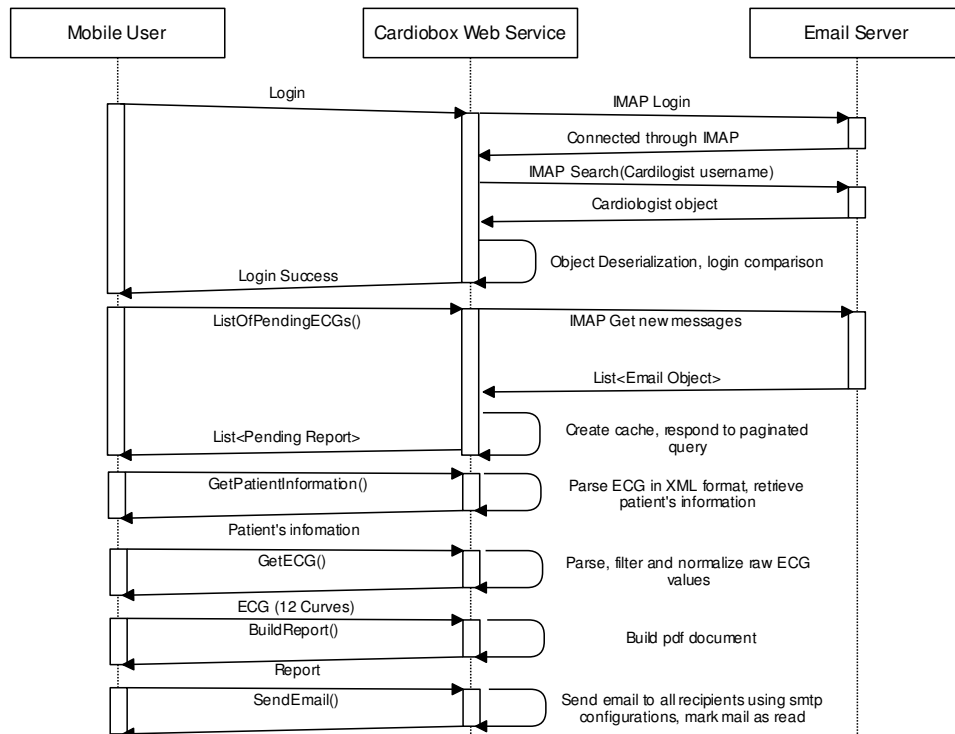 Mobile User
Cardiobox Web Service
Email Server
Login
IMAP Login
Connected through IMAP
IMAP Search(Cardilogist username)
Cardiologist object
Object Deserialization, login comparison
Login Success
ListOfPendingECGs()
IMAP Get new messages
List<Email Object>
Create cache, respond to paginated
query
List<Pending Report>
GetPatientInformation()
Parse ECG in XML format, retrieve
patient's information
Patient's infomation
GetECG()
Parse, filter and normalize raw ECG
values
ECG (12 Curves)
BuildReport()
Build pdf document
Report
SendEmail()
Send email to all recipients using smtp
configurations, mark mail as read